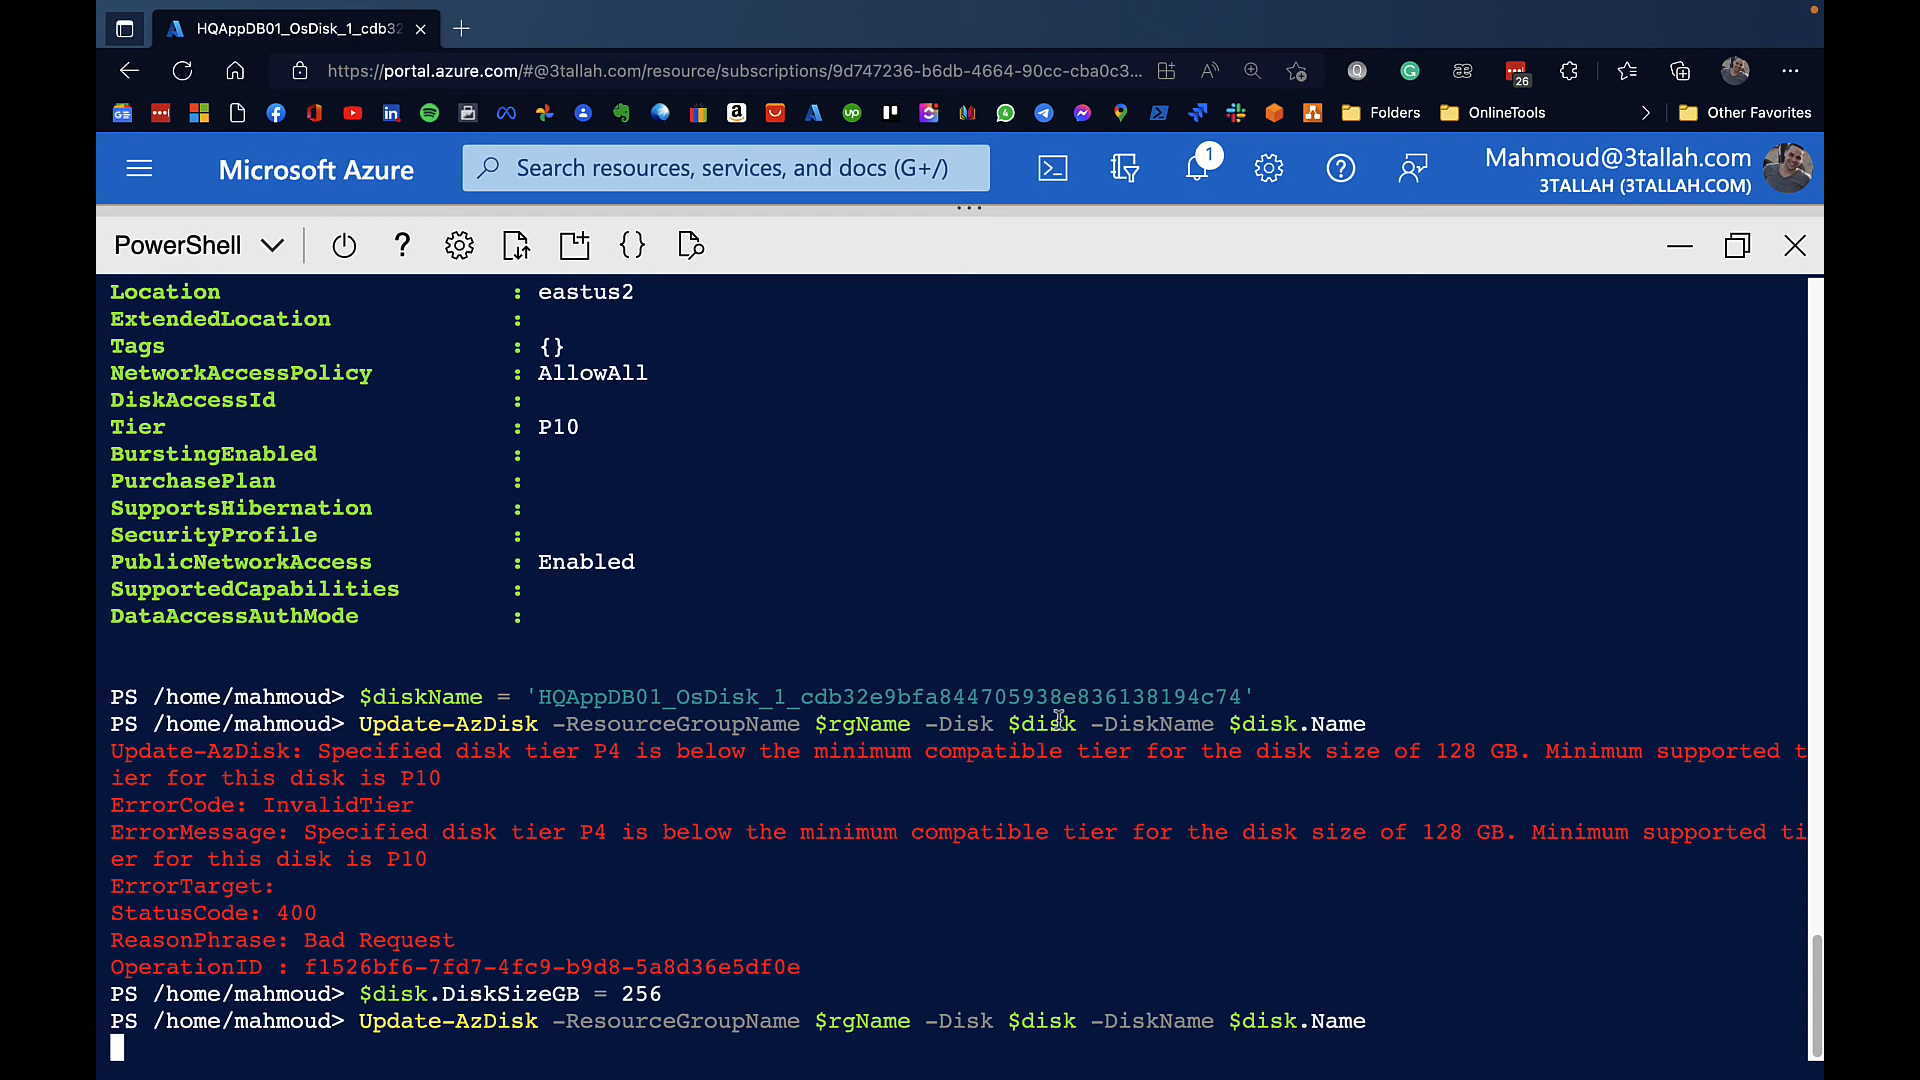 HQAppDB01_OsDisk_1_cdb32
https://portal.azure.com/#@3tallah.com/resource/subscriptions/9d747236-b6db-4664-90cc-cba0c3...
26
Folders
OnlineTools
Other Favorites
Microsoft Azure
Search resources, services, and docs (G+/)
1
Mahmoud@3tallah.com
3TALLAH (3TALLAH.COM)
PowerShell
Location : eastus2
ExtendedLocation :
Tags : {}
NetworkAccessPolicy : AllowAll
DiskAccessId :
Tier : P10
BurstingEnabled :
PurchasePlan :
SupportsHibernation :
SecurityProfile :
PublicNetworkAccess : Enabled
SupportedCapabilities :
DataAccessAuthMode :
PS /home/mahmoud> $diskName = 'HQAppDB01_OsDisk_1_cdb32e9bfa844705938e836138194c74'
PS /home/mahmoud> Update-AzDisk -ResourceGroupName $rgName -Disk $disk -DiskName $disk.Name
Update-AzDisk: Specified disk tier P4 is below the minimum compatible tier for the disk size of 128 GB. Minimum supported t
ier for this disk is P10
ErrorCode: InvalidTier
ErrorMessage: Specified disk tier P4 is below the minimum compatible tier for the disk size of 128 GB. Minimum supported ti
er for this disk is P10
ErrorTarget:
StatusCode: 400
ReasonPhrase: Bad Request
OperationID : f1526bf6-7fd7-4fc9-b9d8-5a8d36e5df0e
PS /home/mahmoud> $disk.DiskSizeGB = 256
PS /home/mahmoud> Update-AzDisk -ResourceGroupName $rgName -Disk $disk -DiskName $disk.Name